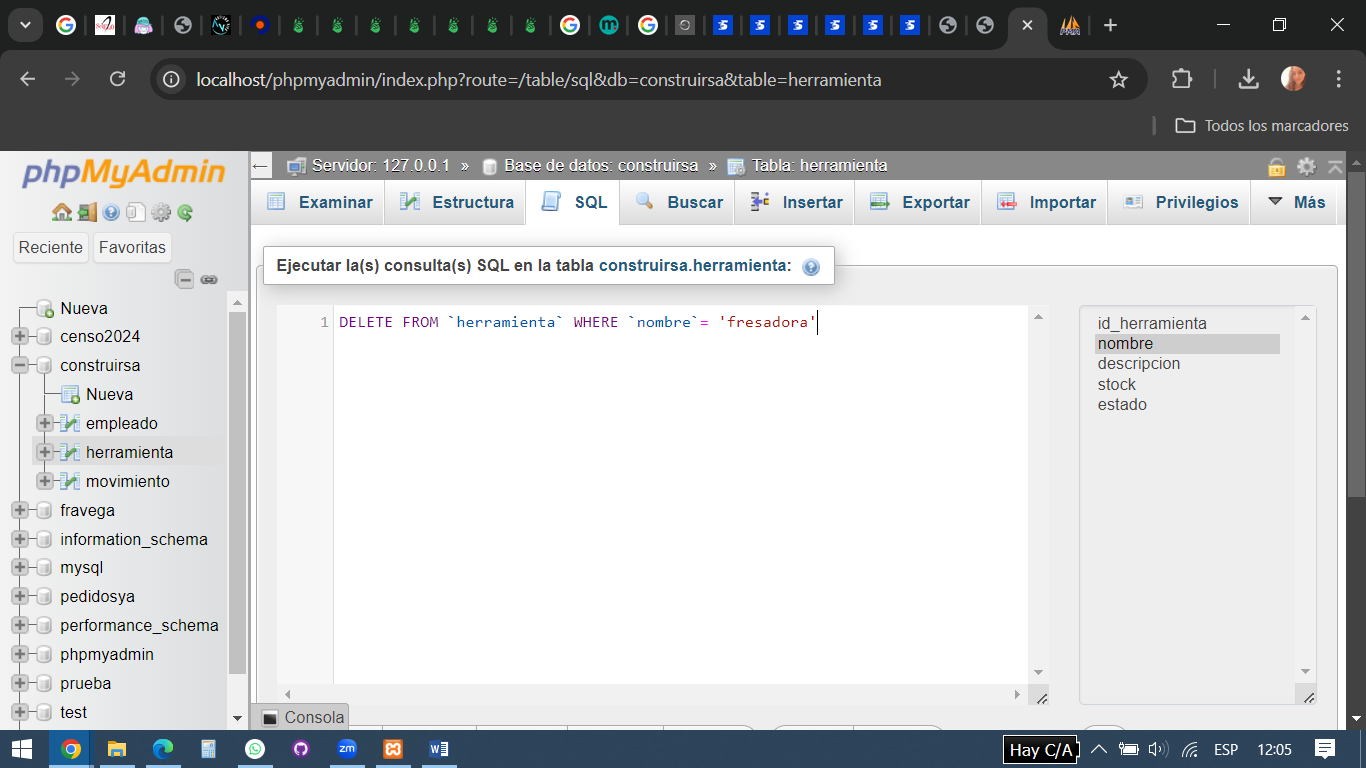 localhost/phpmyadmin/index.php?route=/table/sql&db=construirsa&table=herramienta
Todos los marcadores
phpMyAdmin
Reciente
Favoritas
Nueva
censo2024
construirsa
Nueva
empleado
herramienta
movimiento
fravega
information_schema
mysql
pedidosya
performance_schema
phpmyadmin
prueba
test
Servidor: 127.0.0.1 » Base de datos: construirsa » Tabla: herramienta
Examinar Estructura SQL Buscar Insertar Exportar Importar Privilegios Más
Ejecutar la(s) consulta(s) SQL en la tabla construirsa.herramienta:
1 DELETE FROM `herramienta` WHERE `nombre`= 'fresadora'
id_herramienta
nombre
descripcion
stock
estado
Consola
Hay C/A
ESP
12:05